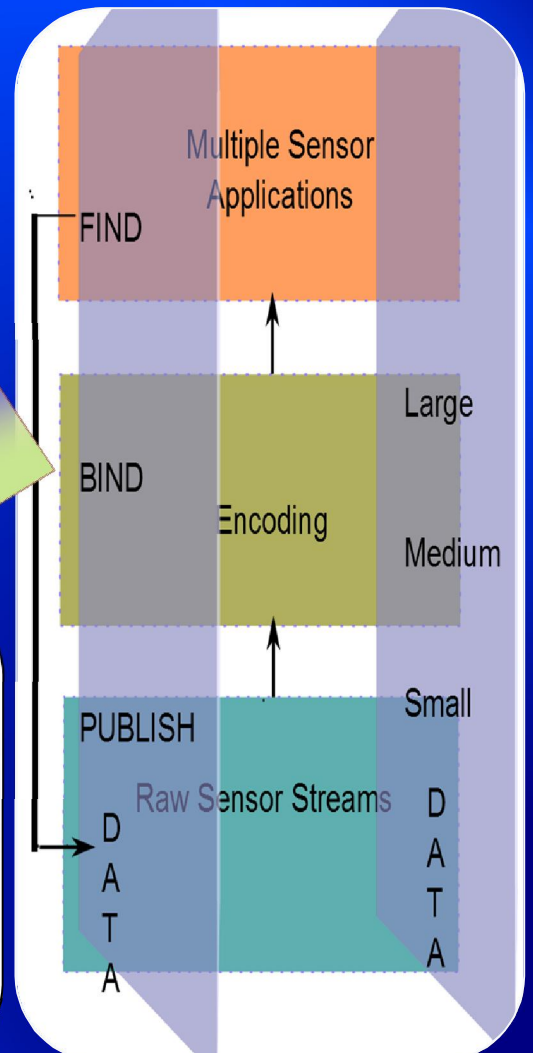 Multiple Sensor
Applications
FIND
Large
BIND
Encoding
Medium
Small
PUBLISH
Raw Sensor Streams
D
A
T
A
D
A
T
A